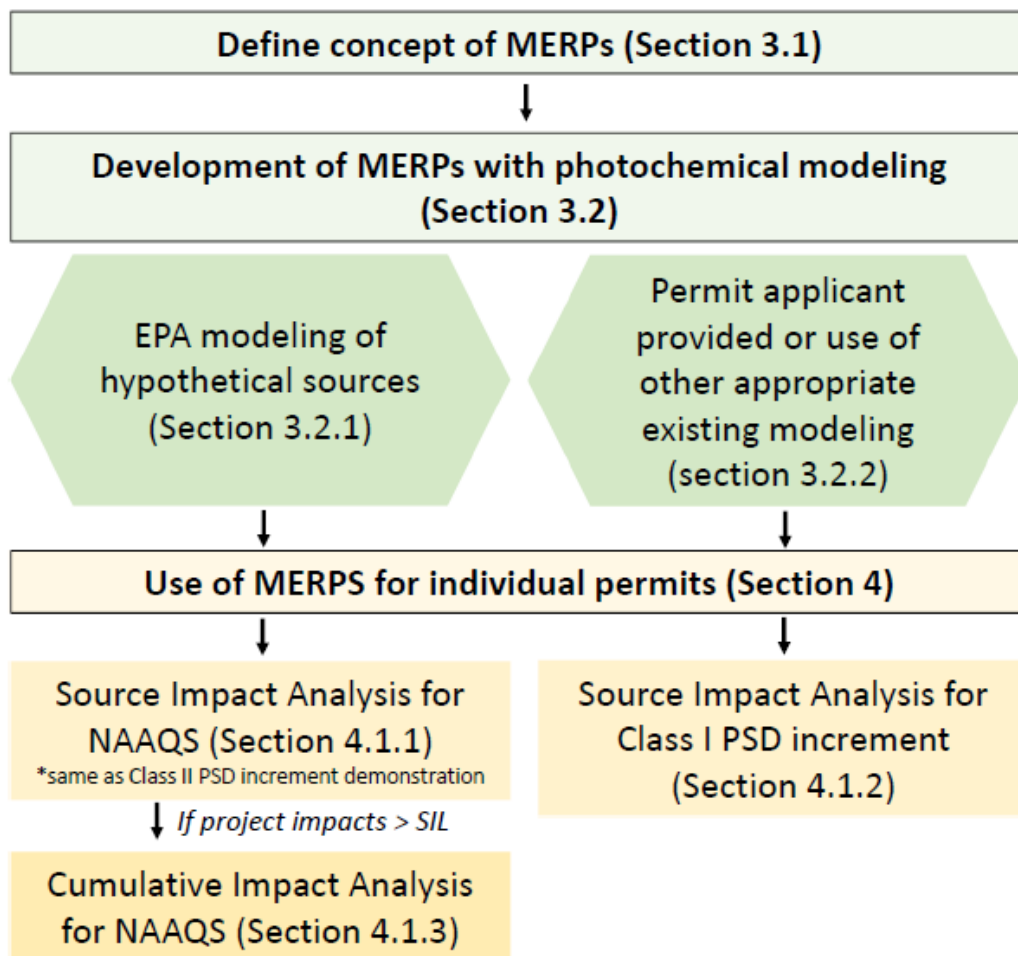 Define concept of MERPs (Section 3.1)
Development of MERPs with photochemical modeling
(Section 3.2)
EPA modeling of
hypothetical sources
(Section 3.2.1)
Permit applicant
provided or use of
other appropriate
existing modeling
(section 3.2.2)
Use of MERPS for individual permits (Section 4)
Source Impact Analysis for
NAAQS (Section 4.1.1)
*same as Class II PSD increment demonstration
Source Impact Analysis for
Class I PSD increment
(Section 4.1.2)
If project impacts > SIL
Cumulative Impact Analysis
for NAAQS (Section 4.1.3)